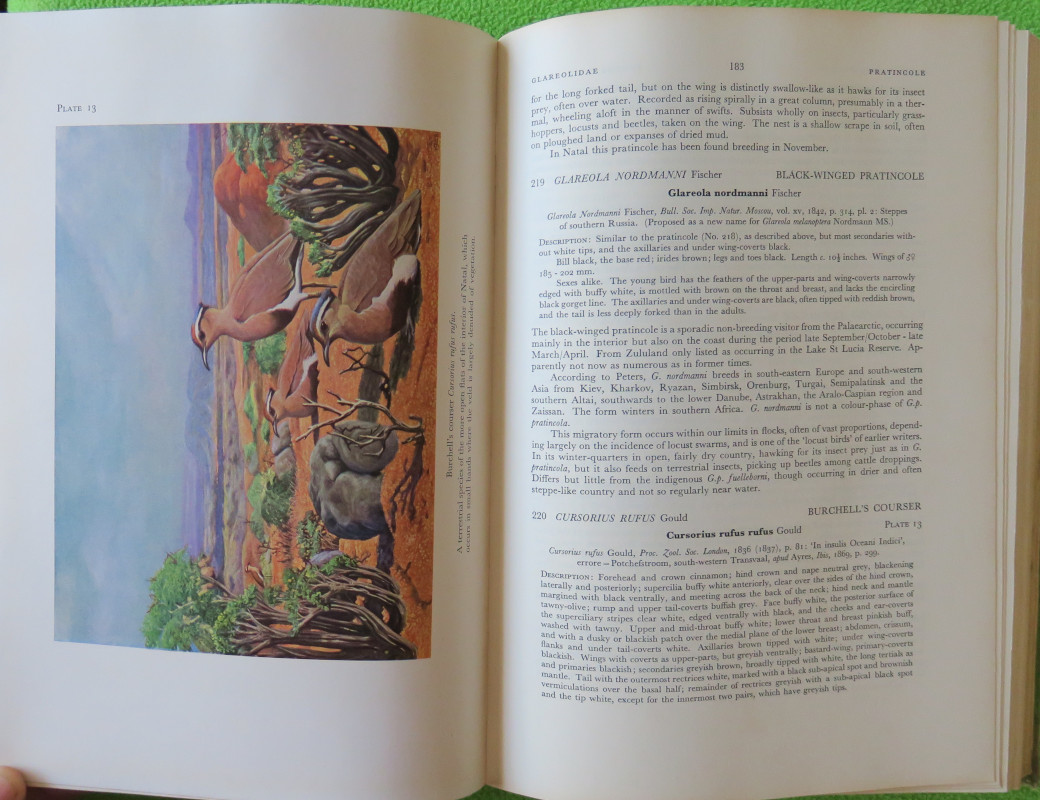 PLATE 13
Burchell's courser Cursorius rufus rufus.
A terrestrial species of the more open flats of the interior of Natal, which
occurs in small bands where the veld is largely denuded of vegetation.
GLAREOLIDAE 183 PRATINCOLE
for the long forked tail, but on the wing is distinctly swallow-like as it hawks for its insect
prey, often over water. Recorded as rising spirally in a great column, presumably in a ther-
mal, wheeling aloft in the manner of swifts. Subsists wholly on insects, particularly grass-
hoppers, locusts and beetles, taken on the wing. The nest is a shallow scrape in soil, often
on ploughed land or expanses of dried mud.
In Natal this pratincole has been found breeding in November.
219 GLAREOLA NORDMANNI Fischer BLACK-WINGED PRATINCOLE
Glareola nordmanni Fischer
Glareola Nordmanni Fischer, Bull. Soc. Imp. Natur. Moscou, vol. xv, 1842, p. 314, pl. 2: Steppes
of southern Russia. (Proposed as a new name for Glareola melanoptera Nordmann MS.)
DESCRIPTION: Similar to the pratincole (No. 218), as described above, but most secondaries with-
out white tips, and the axillaries and under wing-coverts black.
Bill black, the base red; irides brown; legs and toes black. Length c. 10½ inches. Wings of
185 - 202 mm.
Sexes alike. The young bird has the feathers of the upper-parts and wing-coverts narrowly
edged with buffy white, is mottled with brown on the throat and breast, and lacks the encircling
black gorget line. The axillaries and under wing-coverts are black, often tipped with reddish brown,
and the tail is less deeply forked than in the adults.
The black-winged pratincole is a sporadic non-breeding visitor from the Palaearctic, occurring
mainly in the interior but also on the coast during the period late September/October - late
March/April. From Zululand only listed as occurring in the Lake St Lucia Reserve. Ap-
parently not now as numerous as in former times.
According to Peters, G. nordmanni breeds in south-eastern Europe and south-western
Asia from Kiev, Kharkov, Ryazan, Simbirsk, Orenburg, Turgai, Semipalatinsk and the
southern Altai, southwards to the lower Danube, Astrakhan, the Aralo-Caspian region and
Zaissan. The form winters in southern Africa. G. nordmanni is not a colour-phase of G.p.
pratincola.
This migratory form occurs within our limits in flocks, often of vast proportions, depend-
ing largely on the incidence of locust swarms, and is one of the 'locust birds' of earlier writers.
In its winter-quarters in open, fairly dry country, hawking for its insect prey just as in G.
pratincola, but it also feeds on terrestrial insects, picking up beetles among cattle droppings.
Differs but little from the indigenous G.p. fuelleborni, though occurring in drier and often
steppe-like country and not so regularly near water.
220 CURSORIUS RUFUS Gould BURCHELL'S COURSER
PLATE 13
Cursorius rufus rufus Gould
Cursorius rufus Gould, Proc. Zool. Soc. London, 1836 (1837), p. 81: 'In insulis Oceani Indici',
errore = Potchefstroom, south-western Transvaal, apud Ayres, Ibis, 1869, p. 299.
DESCRIPTION: Forehead and crown cinnamon; hind crown and nape neutral grey, blackening
laterally and posteriorly; supercilia buffy white anteriorly, clear over the sides of the hind crown,
margined with black ventrally, and meeting across the back of the neck; hind neck and mantle
tawny-olive; rump and upper tail-coverts buffish grey. Face buffy white, the posterior surface of
the superciliary stripes clear white, edged ventrally with black, and the cheeks and ear-coverts
washed with tawny. Upper and mid-throat buffy white; lower throat and breast pinkish buff,
and with a dusky or blackish patch over the medial plane of the lower breast; abdomen, crissum,
flanks and under tail-coverts white. Axillaries brown tipped with white; under wing-coverts
blackish. Wings with coverts as upper-parts, but greyish ventrally; bastard-wing, primary-coverts
and primaries blackish; secondaries greyish brown, broadly tipped with white, the long tertials as
mantle. Tail with the outermost rectrices white, marked with a black sub-apical spot and brownish
vermiculations over the basal half; remainder of rectrices greyish with a sub-apical black spot
and the tip white, except for the innermost two pairs, which have greyish tips.